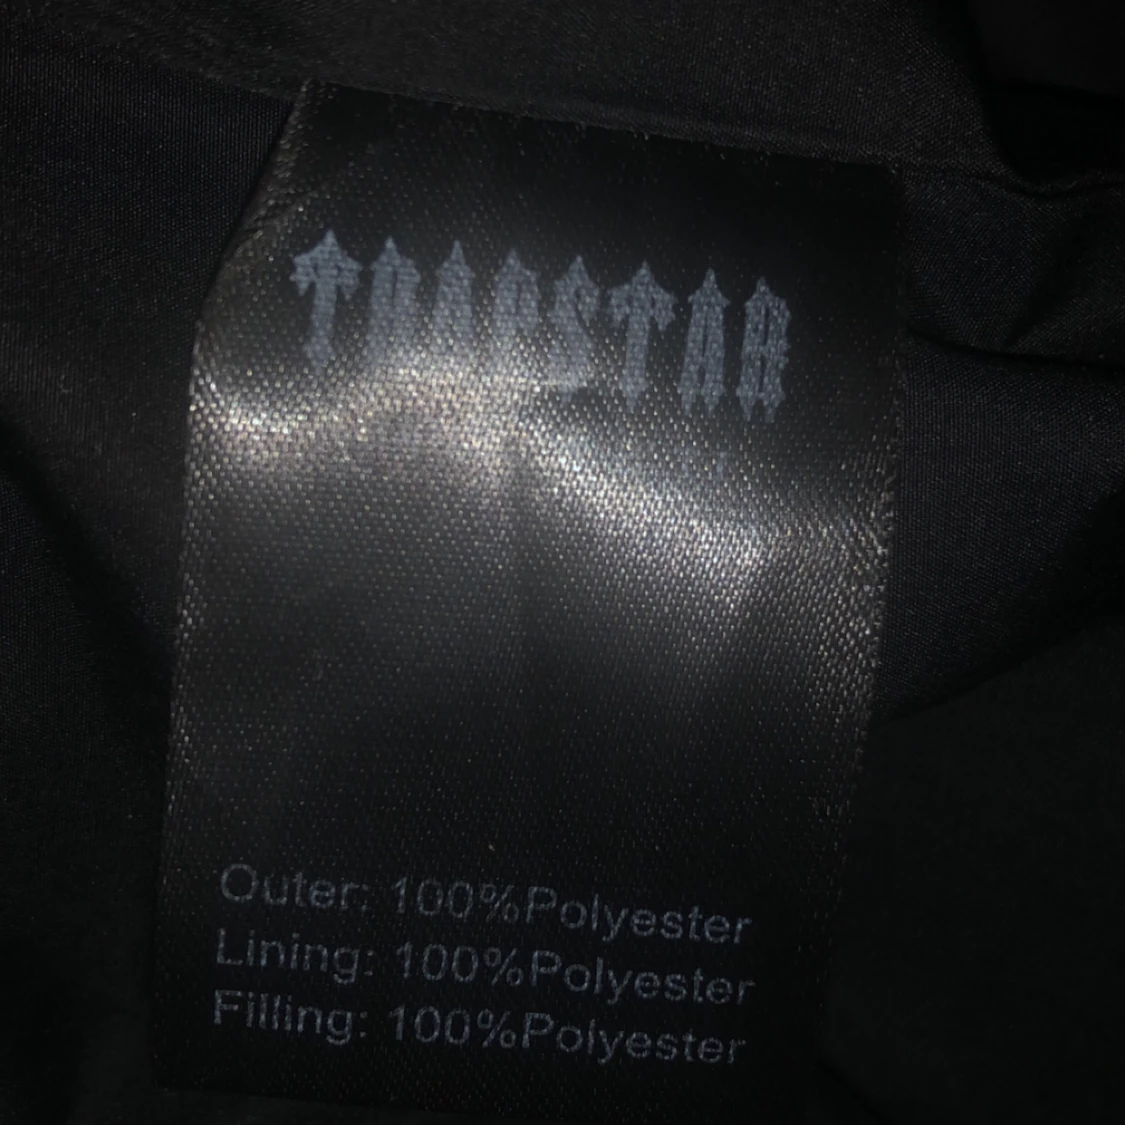 TRAPSTAR
Outer: 100%Polyester
Lining: 100%Polyester
Filling: 100%Polyester